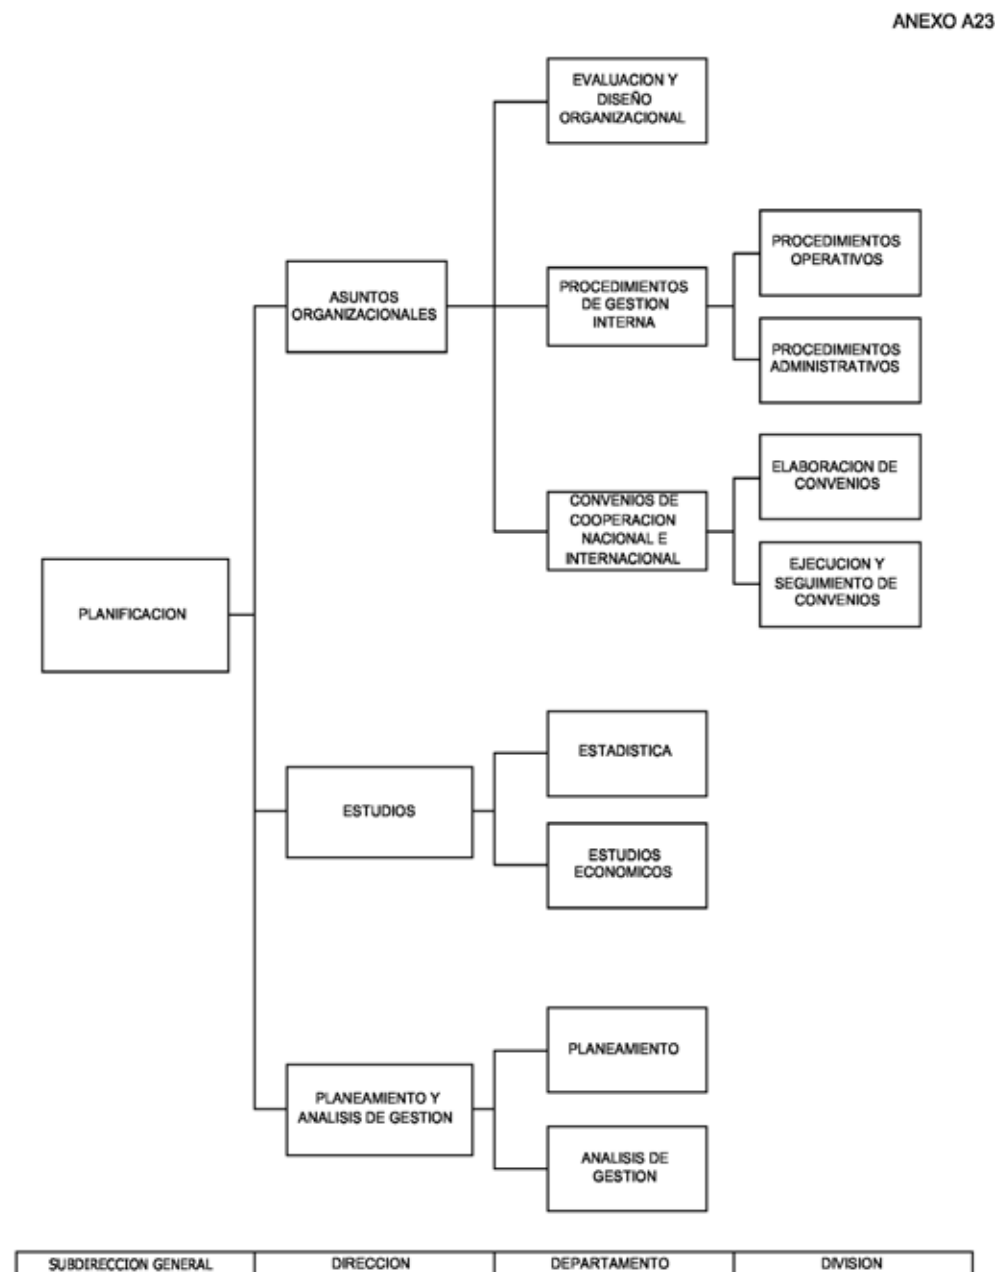 ANEXO A23
EVALUACION Y
DISEÑO
ORGANIZACIONAL
PROCEDIMIENTOS
OPERATIVOS
ASUNTOS
ORGANIZACIONALES
PROCEDIMIENTOS
DE GESTION
INTERNA
PROCEDIMIENTOS
ADMINISTRATIVOS
ELABORACION DE
CONVENIOS
CONVENIOS DE
COOPERACION
NACIONAL E
INTERNACIONAL
EJECUCION Y
SEGUIMIENTO DE
CONVENIOS
PLANIFICACION
ESTADISTICA
ESTUDIOS
ESTUDIOS
ECONOMICOS
PLANEAMIENTO
PLANEAMIENTO Y
ANALISIS DE GESTION
ANALISIS DE
GESTION
SUBDIRECCION GENERAL
DIRECCION
DEPARTAMENTO
DIVISION